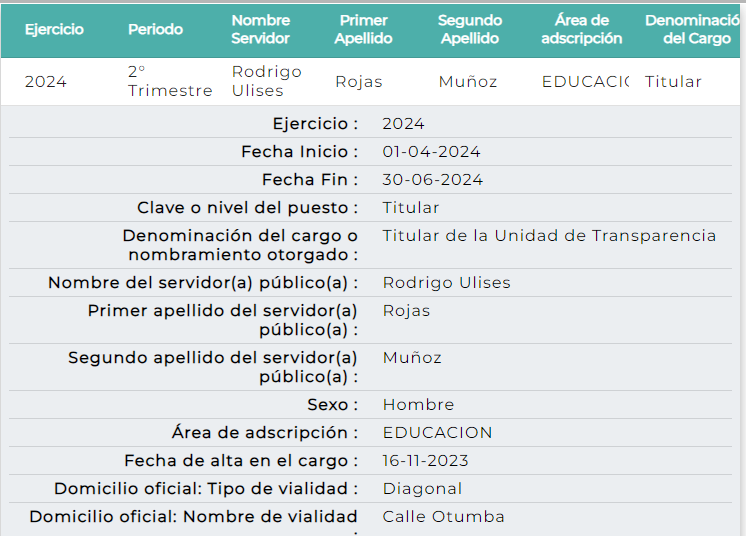 Ejercicio Periodo Nombre Servidor Primer Apellido Segundo Apellido Área de adscripción Denominació del Cargo
2024 2° Trimestre Rodrigo Ulises Rojas Muñoz EDUCACI Titular
Ejercicio : 2024
Fecha Inicio : 01-04-2024
Fecha Fin : 30-06-2024
Clave o nivel del puesto : Titular
Denominación del cargo o Titular de la Unidad de Transparencia
nombramiento otorgado :
Nombre del servidor(a) público(a) : Rodrigo Ulises
Primer apellido del servidor(a) Rojas
público(a) :
Segundo apellido del servidor(a) Muñoz
público(a) :
Sexo : Hombre
Área de adscripción : EDUCACION
Fecha de alta en el cargo : 16-11-2023
Domicilio oficial: Tipo de vialidad : Diagonal
Domicilio oficial: Nombre de vialidad Calle Otumba
: